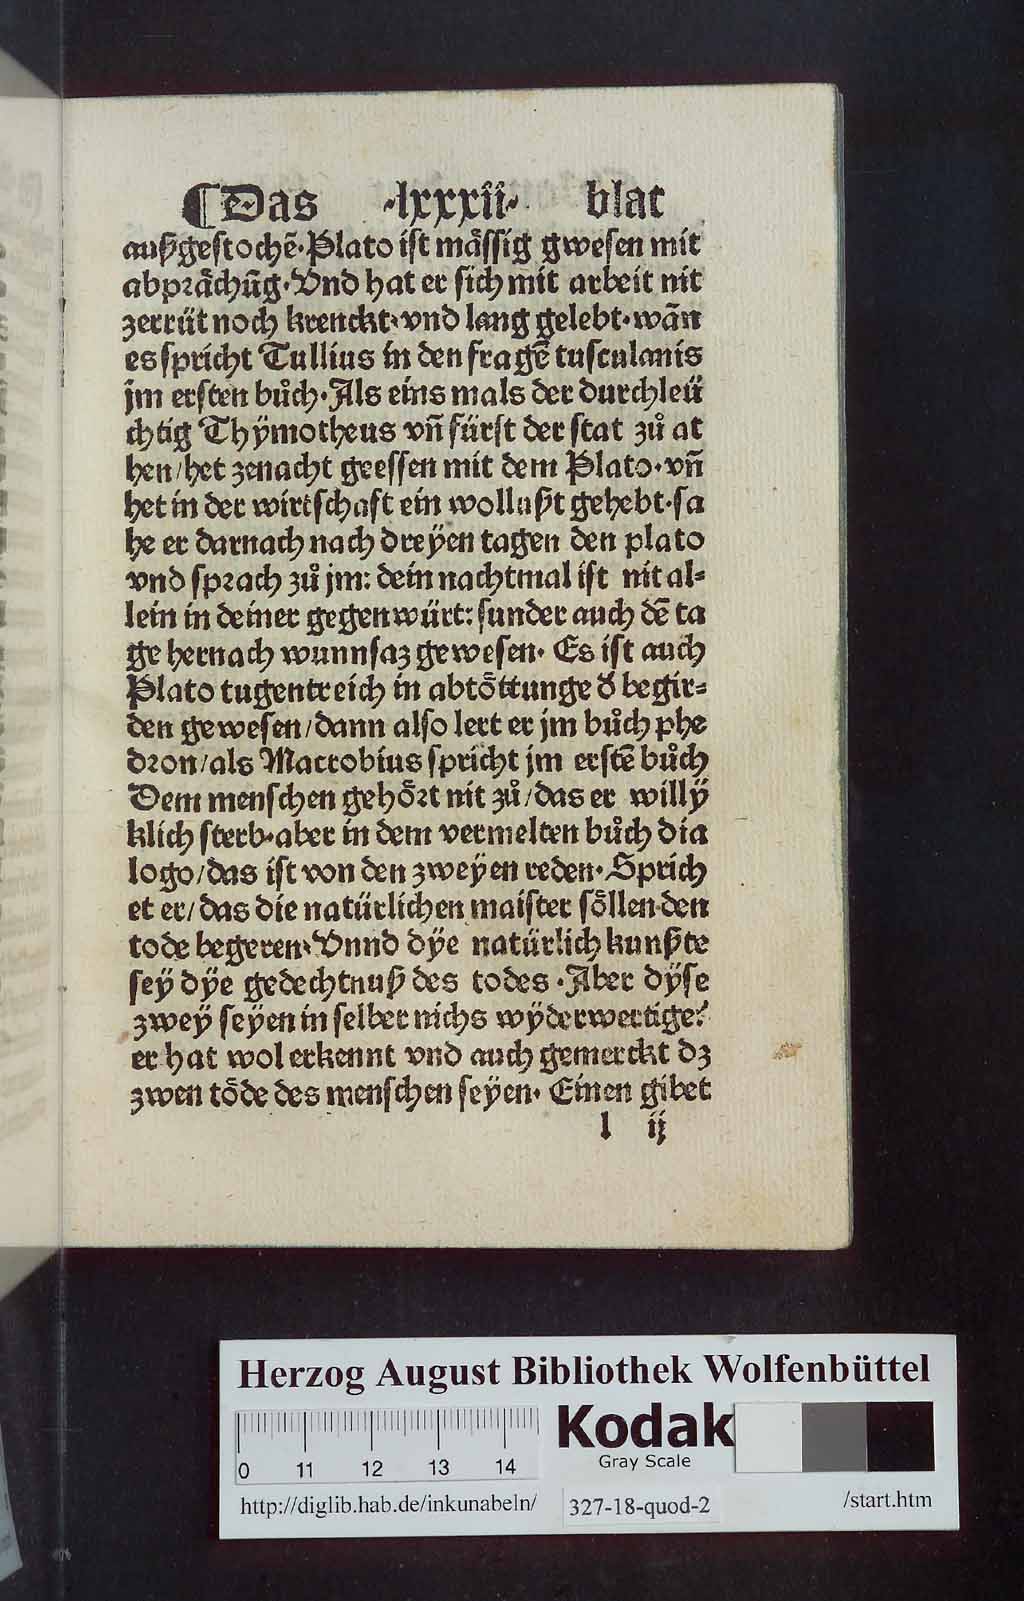 ¶Das ·lxxxii· blat
außgestochē·Plato ist mässig gwesen mit
abprächūg·Vnd hat er sich mit arbeit nit
zerrüt noch krenckt·vnd lang gelebt·wān
es spricht Tullius in den fragē tusculanis
jm ersten bůch·Als eins mals der durchleü
chtig Thÿmotheus vn̄ fürst der stat zů at
hen/het zenacht geessen mit dem Plato·vn̄
het in der wirtschaft ein wollußt gehebt·sa
he er darnach nach dreÿen tagen den plato
vnd sprach zů jm: dein nachtmal ist nit al⸗
lein in deiner gegenwürt: sunder auch dē ta
ge hernach wunnsaz gewesen· Es ist auch
Plato tugentreich in abtöttunge d̓ begir⸗
den gewesen/dann also lert er jm bůch phe
dron/als Macrobius spricht jm erstē bůch
Dem menschen gehört nit zů/das er willÿ
klich sterb·aber in dem vermelten bůch dia
logo/das ist von den zweÿen reden·Sprich
et er/das die natürlichen maister söllen den
tode begeren·Vnnd dÿe natürlich kunßte
seÿ dÿe gedechtnuß des todes·Aber dÿse
zweÿ seÿen in selber nichs wÿderwertige?
er hat wol erkennt vnd auch gemerckt dz
zwen töde des menschen seÿen· Einen gibet
l ij
Herzog August Bibliothek Wolfenbüttel
Kodak
Gray Scale
0 11 12 13 14
http://diglib.hab.de/inkunabeln/ 327-18-quod-2 /start.htm